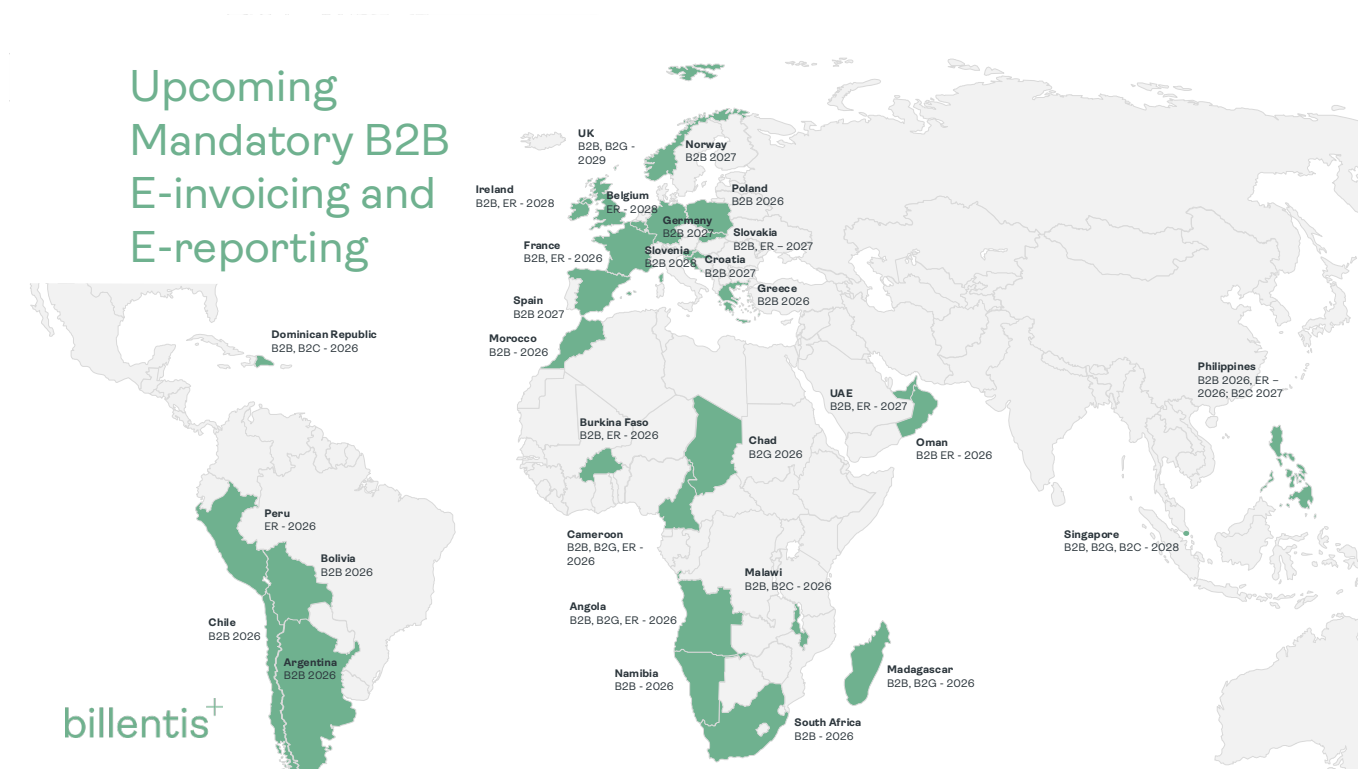 Upcoming
Mandatory B2B
E-invoicing and
E-reporting
UK
B2B, B2G -
2029
Norway
B2B 2027
Ireland
B2B, ER - 2028
Belgium
ER - 2028
Poland
B2B 2026
Germany
B2B 2027
Slovakia
B2B, ER – 2027
France
B2B, ER - 2026
Slovenia
B2B 2028
Croatia
B2B 2027
Greece
B2B 2026
Spain
B2B 2027
Morocco
B2B - 2026
Dominican Republic
B2B, B2C - 2026
Philippines
B2B 2026, ER –
2026; B2C 2027
UAE
B2B, ER - 2027
Oman
B2B ER - 2026
Burkina Faso
B2B, ER - 2026
Chad
B2G 2026
Peru
ER - 2026
Bolivia
B2B 2026
Cameroon
B2B, B2G, ER -
2026
Singapore
B2B, B2G, B2C - 2028
Malawi
B2B, B2C - 2026
Angola
B2B, B2G, ER - 2026
Chile
B2B 2026
Argentina
B2B 2026
Namibia
B2B - 2026
Madagascar
B2B, B2G - 2026
South Africa
B2B - 2026
billentis+